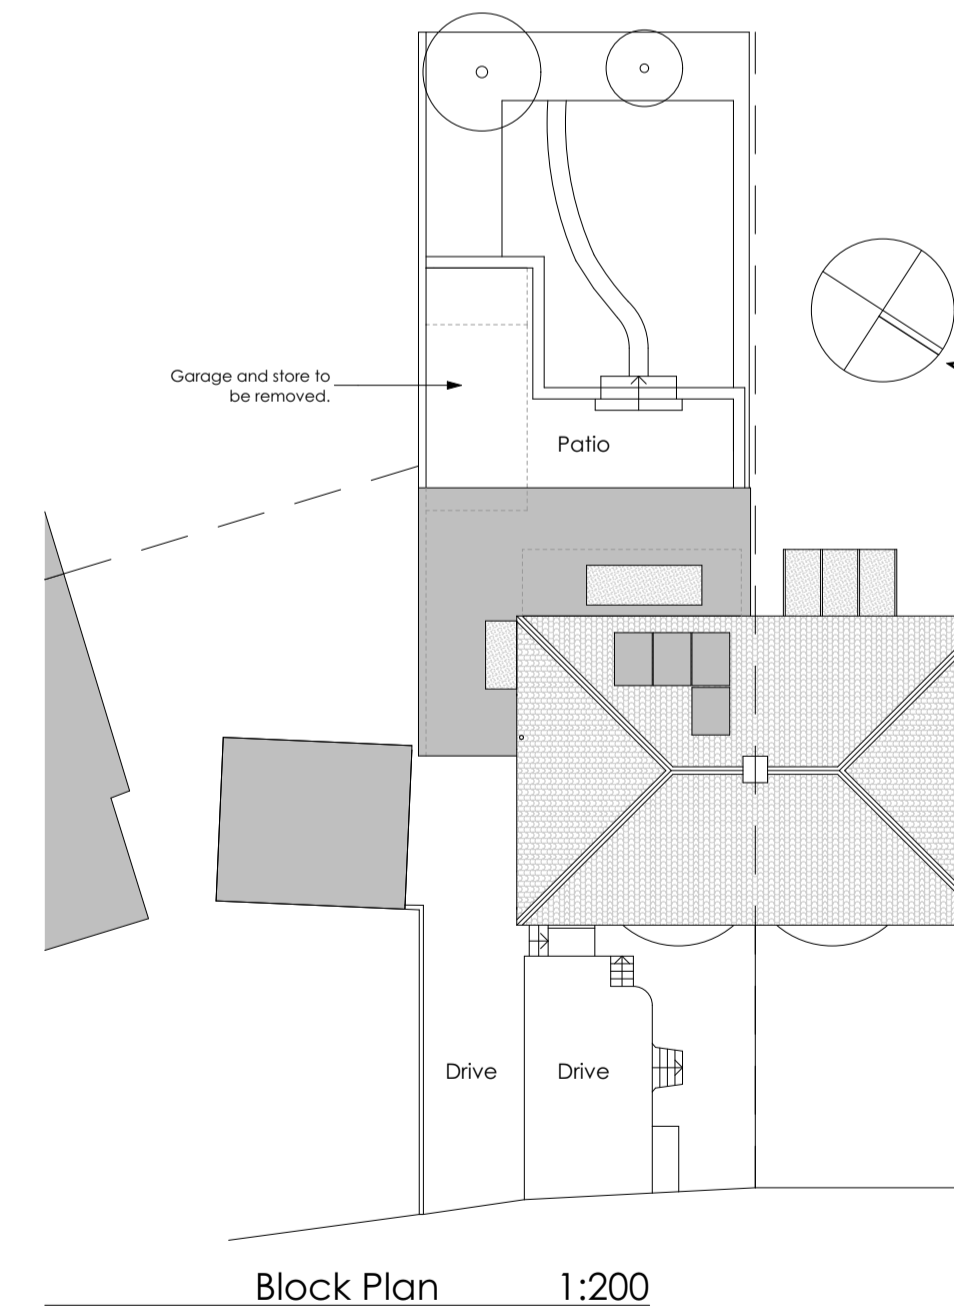 Garage and store to
be removed.
Patio
Drive
Drive
Block Plan 1:200